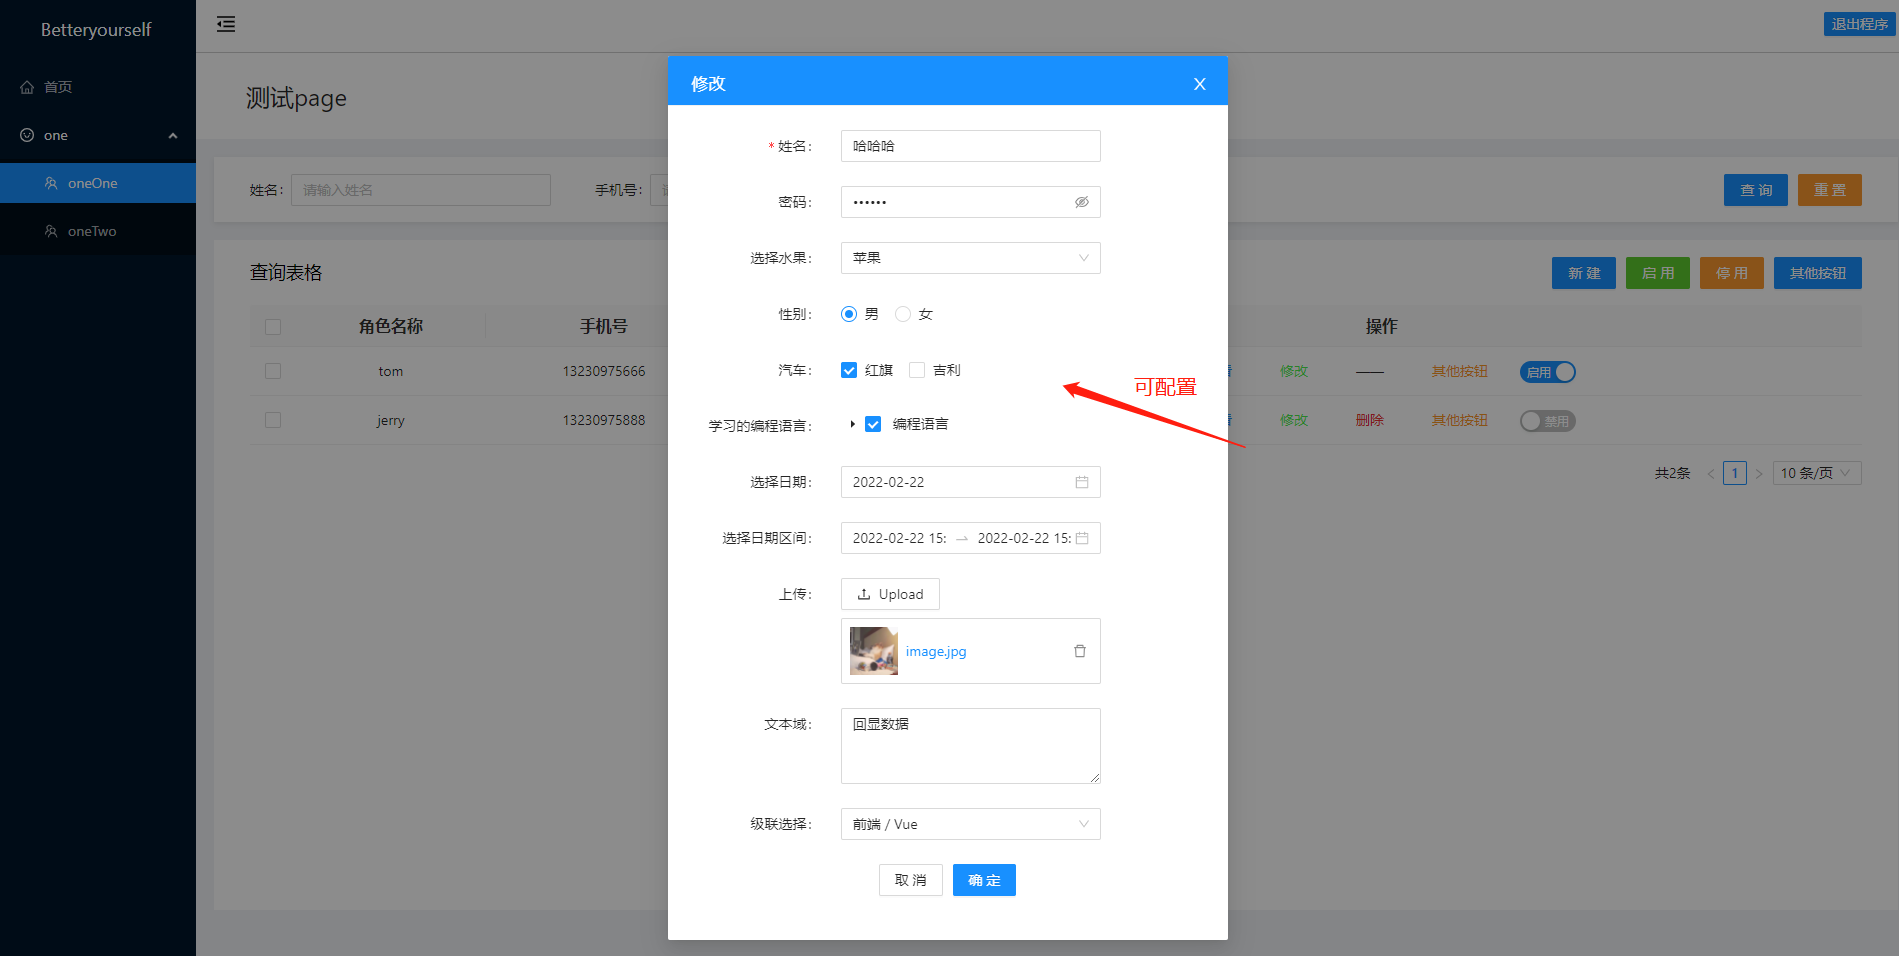 Betteryourself
首页
one
oneOne
oneTwo
退出程序
测试page
姓名：
请输入姓名
手机号：
查 询
重 置
查询表格
新 建
启 用
停 用
其他按钮
角色名称
手机号
操作
tom
13230975666
修改
——
其他按钮
启用
jerry
13230975888
修改
删除
其他按钮
禁用
共2条
<
1
>
10 条/页
修改
X
* 姓名：
哈哈哈
密码：
••••••
选择水果：
苹果
性别：
男
女
汽车：
红旗
吉利
可配置
学习的编程语言：
编程语言
选择日期：
2022-02-22
选择日期区间：
2022-02-22 15:
2022-02-22 15:
上传：
Upload
image.jpg
文本域：
回显数据
级联选择：
前端 / Vue
取 消
确 定